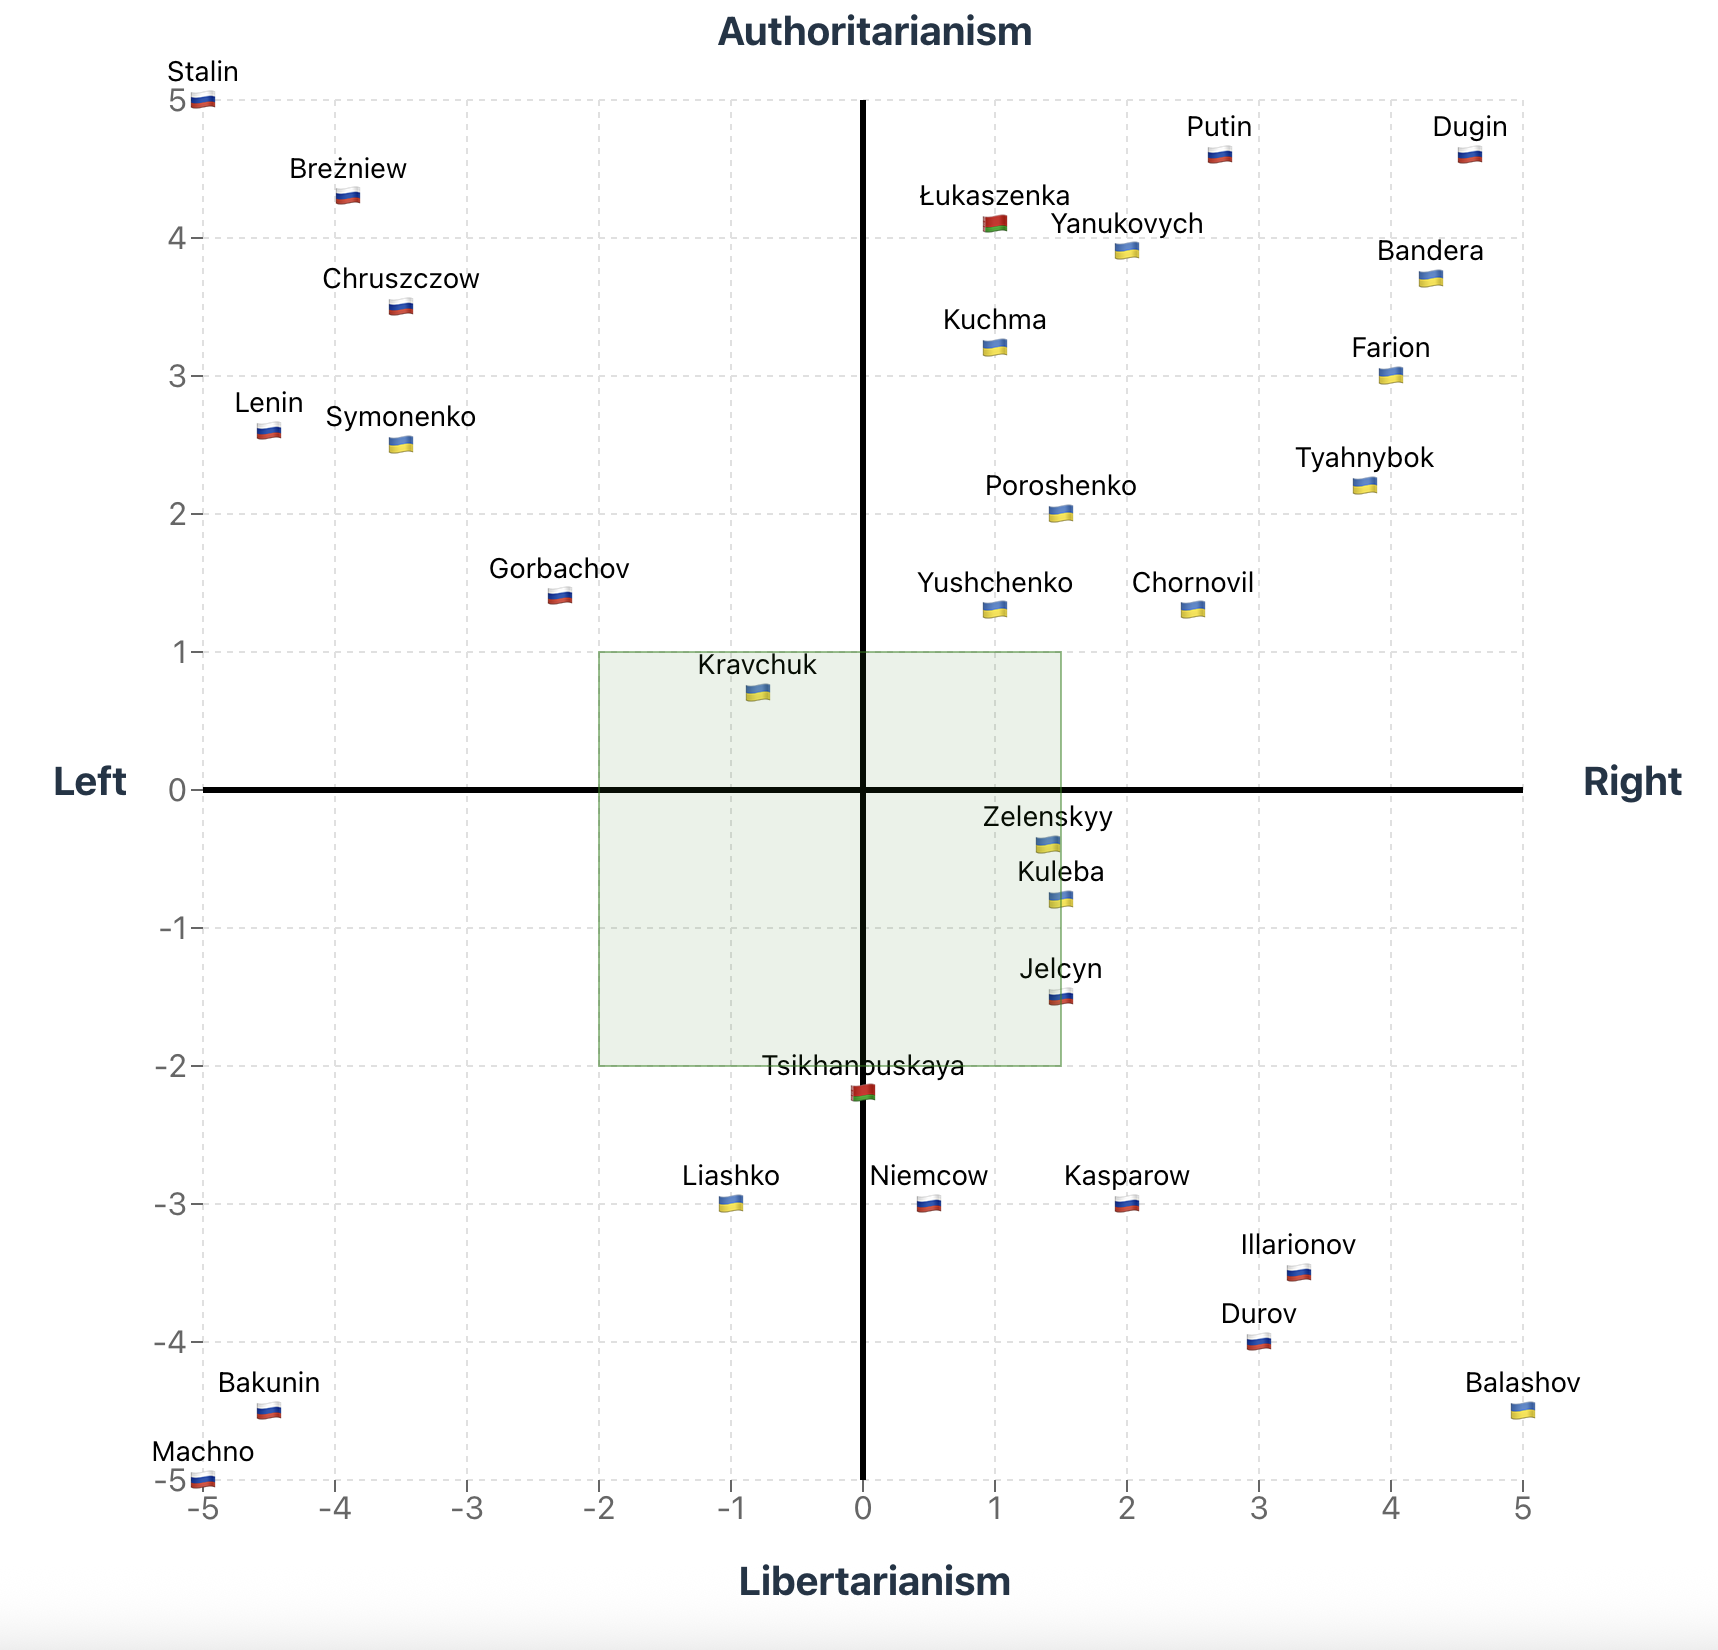 Authoritarianism
Stalin
5
Putin
Dugin
Breżniew
Łukaszenka
Yanukovych
4
Bandera
Chruszczow
Kuchma
Farion
3
Lenin
Symonenko
Tyahnybok
Poroshenko
2
Gorbachov
Yushchenko
Chornovil
1
Kravchuk
Left
0
Right
Zelenskyy
Kuleba
-1
Jelcyn
-2
Tsikhanouskaya
Liashko
Niemcow
Kasparow
-3
Illarionov
Durov
-4
Bakunin
Balashov
Machno
-5
-5 -4 -3 -2 -1 0 1 2 3 4 5
Libertarianism